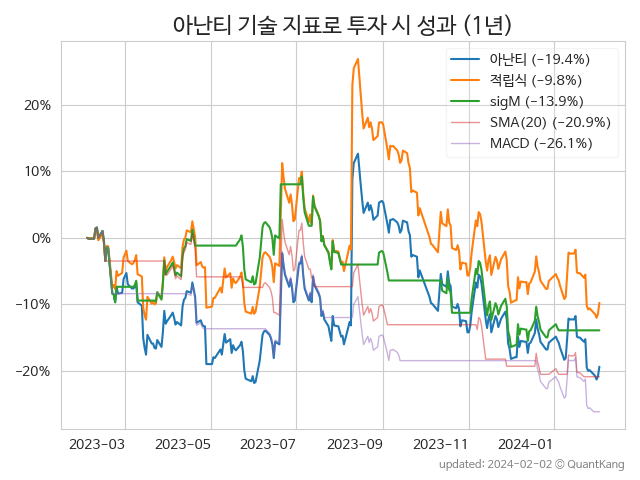 아난티 기술 지표로 투자 시 성과 (1년)
아난티 (−19.4%)
적립식 (−9.8%)
sigM (−13.9%)
SMA(20) (−20.9%)
MACD (−26.1%)
20%
10%
0%
−10%
−20%
2023−03 2023−05 2023−07 2023−09 2023−11 2024−01
updated: 2024-02-02 © QuantKang